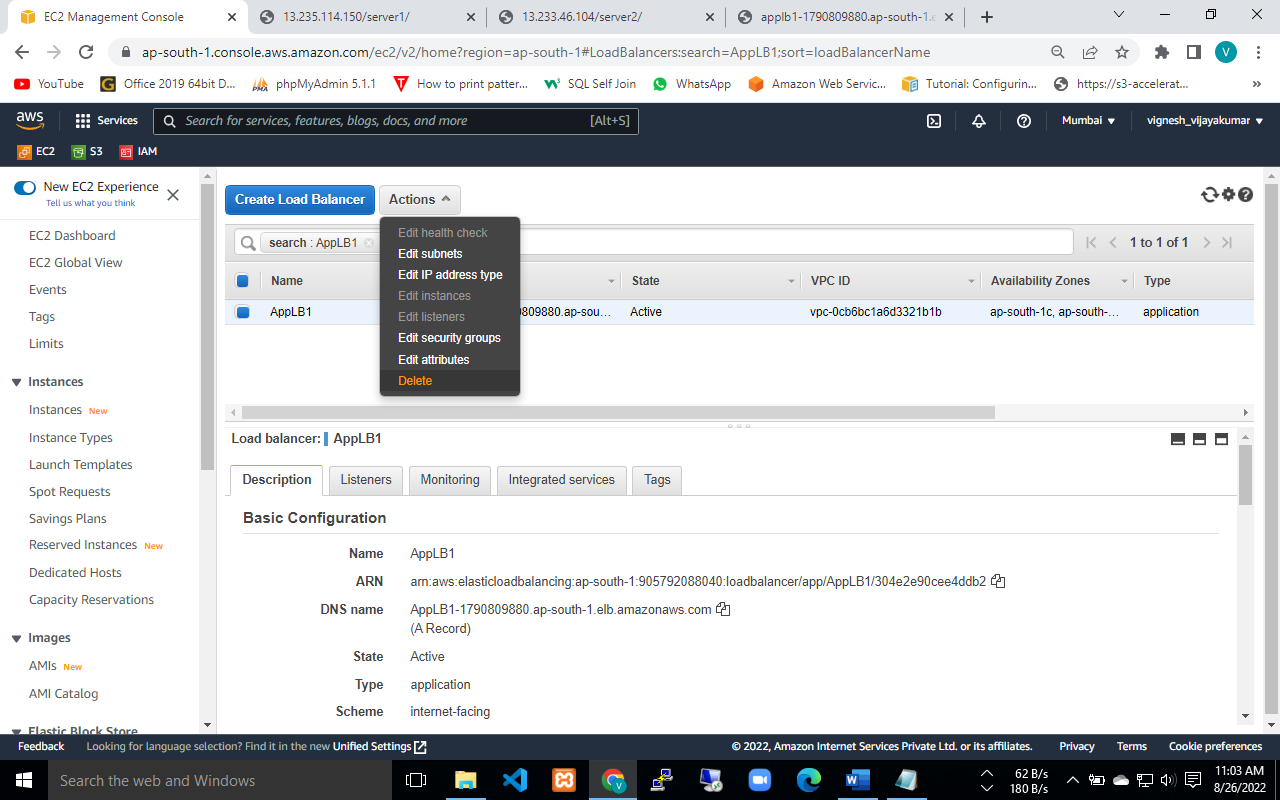 EC2 Management Console
13.235.114.150/server1/
13.233.46.104/server2/
applb1-1790809880.ap-south-1.e
ap-south-1.console.aws.amazon.com/ec2/v2/home?region=ap-south-1#LoadBalancers:search=AppLB1;sort=loadBalancerName
V
YouTube
Office 2019 64bit D...
phpMyAdmin 5.1.1
How to print patter...
SQL Self Join
WhatsApp
Amazon Web Servic...
Tutorial: Configurin...
https://s3-accelerat...
aws
Services
Search for services, features, blogs, docs, and more
[Alt+S]
Mumbai
vignesh_vijayakumar
EC2
S3
IAM
New EC2 Experience
Tell us what you think
EC2 Dashboard
EC2 Global View
Events
Tags
Limits
Instances
Instances New
Instance Types
Launch Templates
Spot Requests
Savings Plans
Reserved Instances New
Dedicated Hosts
Capacity Reservations
Images
AMIs New
AMI Catalog
Elastic Block Store
Create Load Balancer
Actions
Edit health check
Edit subnets
Edit IP address type
Edit instances
Edit listeners
Edit security groups
Edit attributes
Delete
search : AppLB1
1 to 1 of 1
Name
State
VPC ID
Availability Zones
Type
AppLB1
809880.ap-sou...
Active
vpc-0cb6bc1a6d3321b1b
ap-south-1c, ap-south-...
application
Load balancer: AppLB1
Description
Listeners
Monitoring
Integrated services
Tags
Basic Configuration
Name AppLB1
ARN arn:aws:elasticloadbalancing:ap-south-1:905792088040:loadbalancer/app/AppLB1/304e2e90cee4ddb2
DNS name AppLB1-1790809880.ap-south-1.elb.amazonaws.com
(A Record)
State Active
Type application
Scheme internet-facing
Feedback
Looking for language selection? Find it in the new Unified Settings
© 2022, Amazon Internet Services Private Ltd. or its affiliates.
Privacy
Terms
Cookie preferences
Search the web and Windows
62 B/s
180 B/s
11:03 AM
8/26/2022